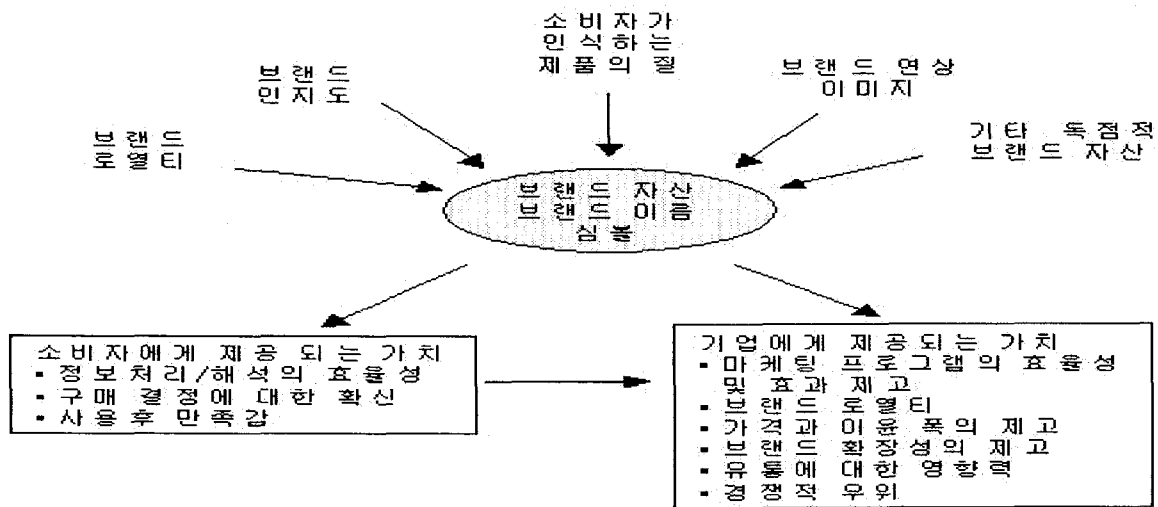 소비자가
인식하는
제품의 질
브랜드
인지도
브랜드 연상
이미지
브랜드
로열티
기타 독점적
브랜드 자산
브랜드 자산
브랜드 이름
심볼
소비자에게 제공 되는 가치
▪ 정보처리/해석의 효율성
▪ 구매 결정에 대한 확신
▪ 사용후 만족감
기업에게 제공되는 가치
▪ 마케팅 프로그램의 효율성
및 효과 제고
▪ 브랜드 로열티
▪ 가격과 이윤 폭의 제고
▪ 브랜드 확장성의 제고
▪ 유통에 대한 영향력
▪ 경쟁적 우위